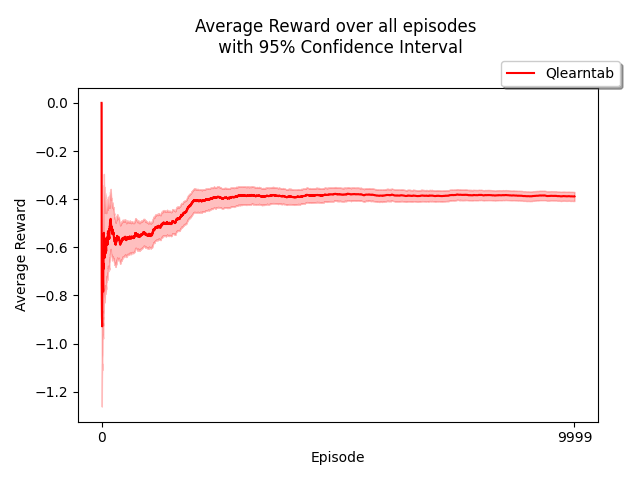 Average Reward over all episodes
with 95% Confidence Interval
Qlearntab
0.0
−0.2
−0.4
−0.6
−0.8
−1.0
−1.2
Average Reward
0
9999
Episode